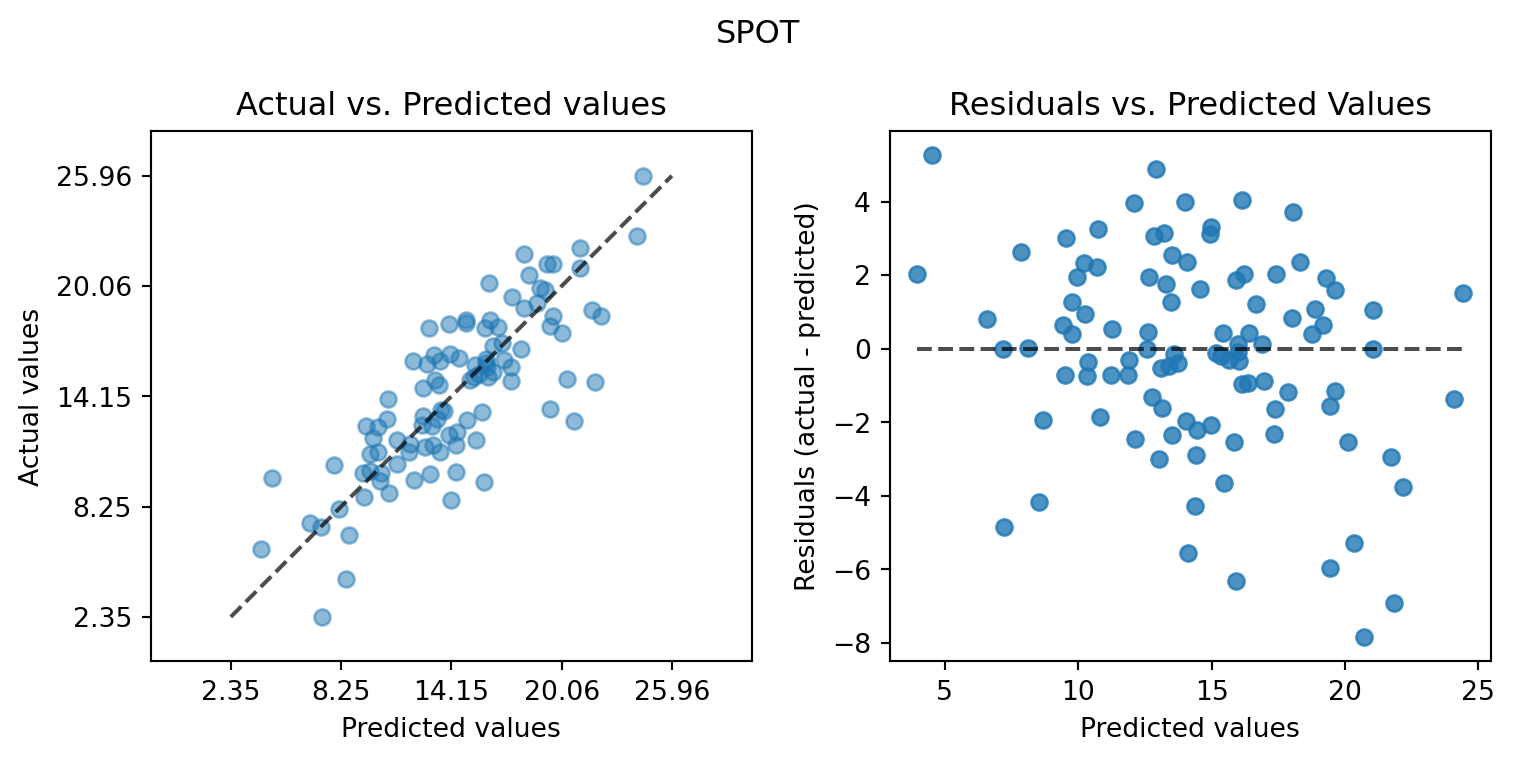 SPOT
Actual vs. Predicted values
Actual values
25.96
20.06
14.15
8.25
2.35
2.35 8.25 14.15 20.06 25.96
Predicted values
Residuals vs. Predicted Values
Residuals (actual - predicted)
4
2
0
−2
−4
−6
−8
5 10 15 20 25
Predicted values